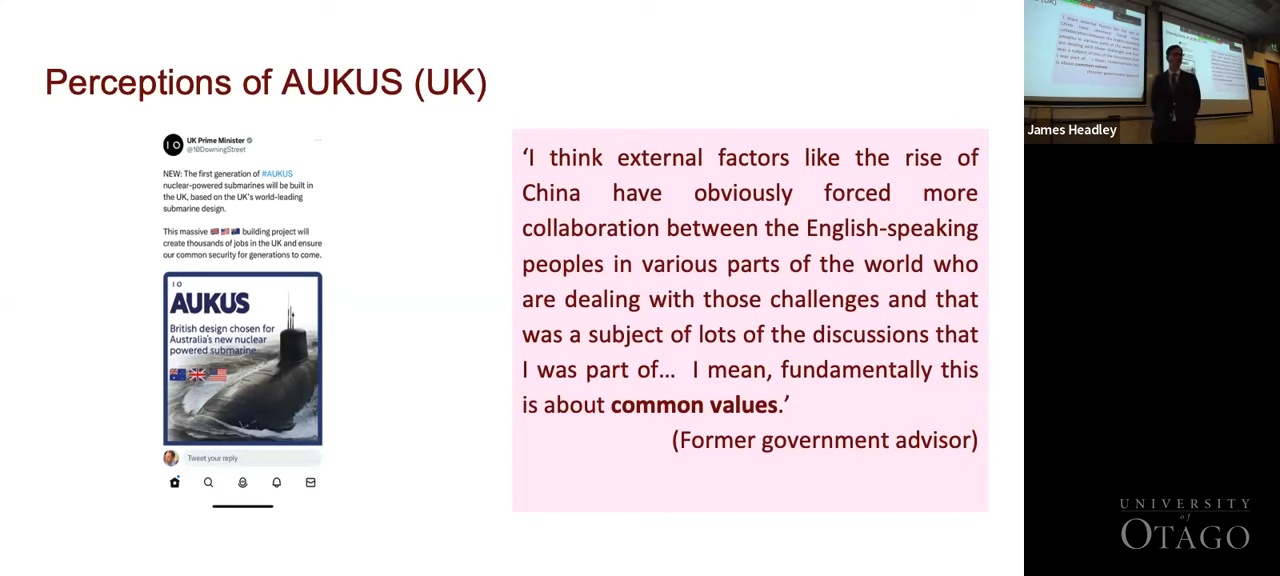 Perceptions of AUKUS (UK)
UK Prime Minister
@10DowningStreet
NEW: The first generation of #AUKUS
nuclear-powered submarines will be built in
the UK, based on the UK's world-leading
submarine design.
This massive building project will
create thousands of jobs in the UK and ensure
our common security for generations to come.
1O
AUKUS
British design chosen for
Australia's new nuclear
powered submarine
Tweet your reply
‘I think external factors like the rise of
China have obviously forced more
collaboration between the English-speaking
peoples in various parts of the world who
are dealing with those challenges and that
was a subject of lots of the discussions that
I was part of... I mean, fundamentally this
is about common values.’
(Former government advisor)
James Headley
UNIVERSITY
of
OTAGO